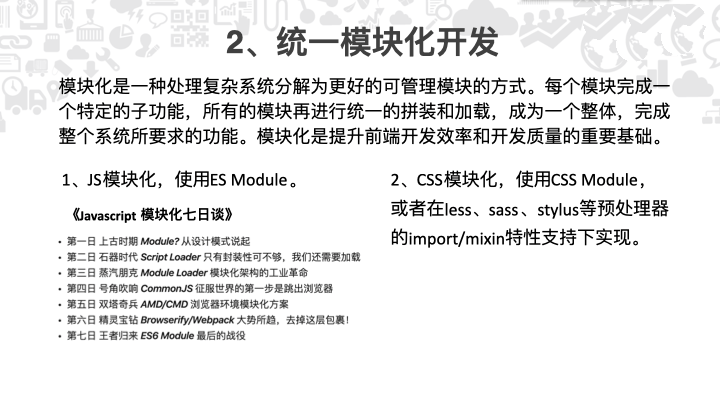 2、统一模块化开发
模块化是一种处理复杂系统分解为更好的可管理模块的方式。每个模块完成一
个特定的子功能，所有的模块再进行统一的拼装和加载，成为一个整体，完成
整个系统所要求的功能。模块化是提升前端开发效率和开发质量的重要基础。
1、JS模块化，使用ES Module。
《Javascript 模块化七日谈》
• 第一日 上古时期 Module? 从设计模式说起
• 第二日 石器时代 Script Loader 只有封装性可不够，我们还需要加载
• 第三日 蒸汽朋克 Module Loader 模块化架构的工业革命
• 第四日 号角吹响 CommonJS 征服世界的第一步是跳出浏览器
• 第五日 双塔奇兵 AMD/CMD 浏览器环境模块化方案
• 第六日 精灵宝钻 Browserify/Webpack 大势所趋，去掉这层包裹！
• 第七日 王者归来 ES6 Module 最后的战役
2、CSS模块化，使用CSS Module，
或者在less、sass、stylus等预处理器
的import/mixin特性支持下实现。